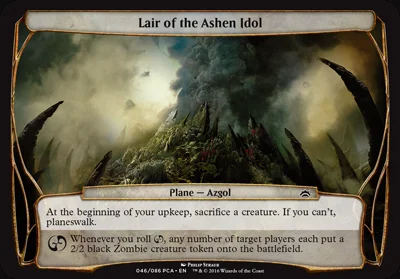 Lair of the Ashen Idol
Plane — Azgol
At the beginning of your upkeep, sacrifice a creature. If you can't,
planeswalk.
Whenever you roll , any number of target players each put a
2/2 black Zombie creature token onto the battlefield.
Philip Straub
046/086 PCA • EN ™ & © 2016 Wizards of the Coast